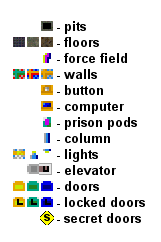 - pits
- floors
- force field
- walls
- button
- computer
- prison pods
- column
- lights
- elevator
- doors
- locked doors
S - secret doors